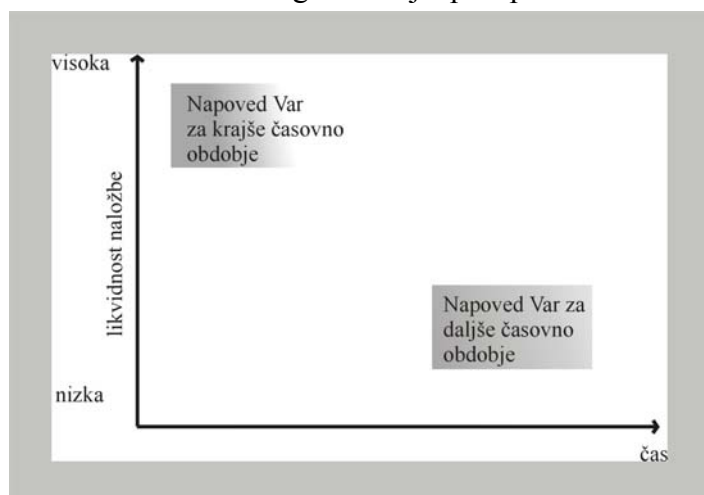 visoka
Napoved Var
za krajše časovno
obdobje
likvidnost naložbe
Napoved Var za
daljše časovno
obdobje
nizka
čas